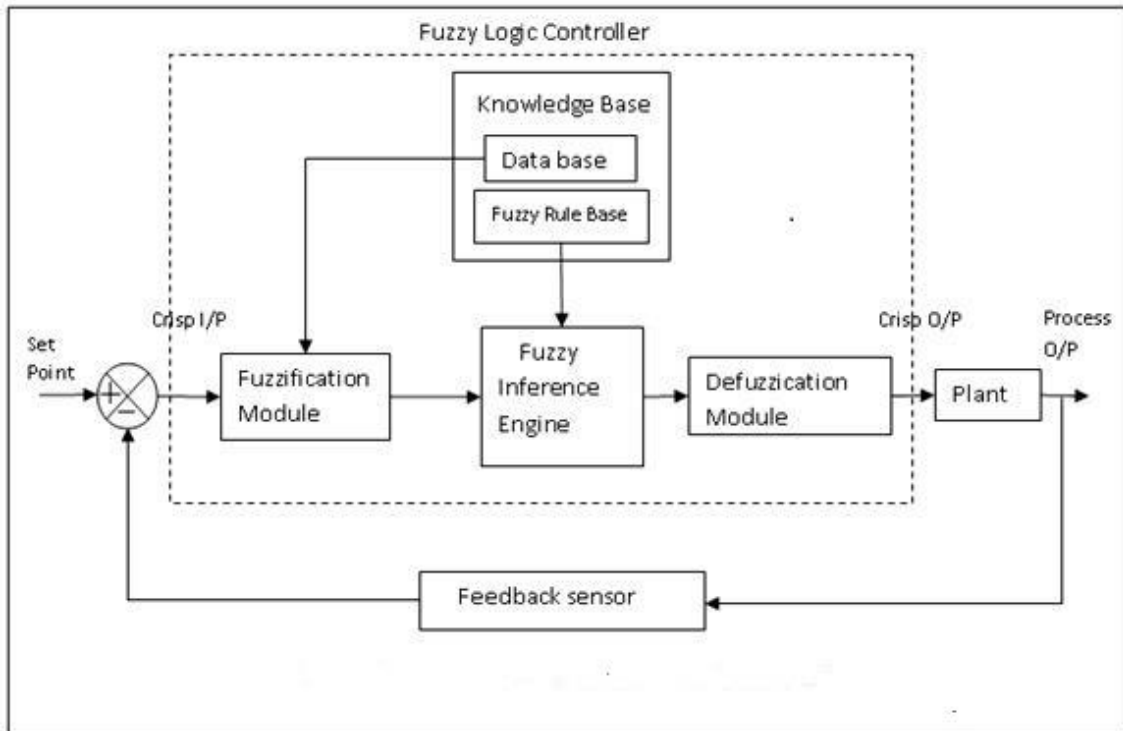 Fuzzy Logic Controller
Knowledge Base
Data base
Fuzzy Rule Base
Crisp I/P
Crisp O/P
Process
O/P
Set
Point
+
−
Fuzzification
Module
Fuzzy
Inference
Engine
Defuzzication
Module
Plant
Feedback sensor